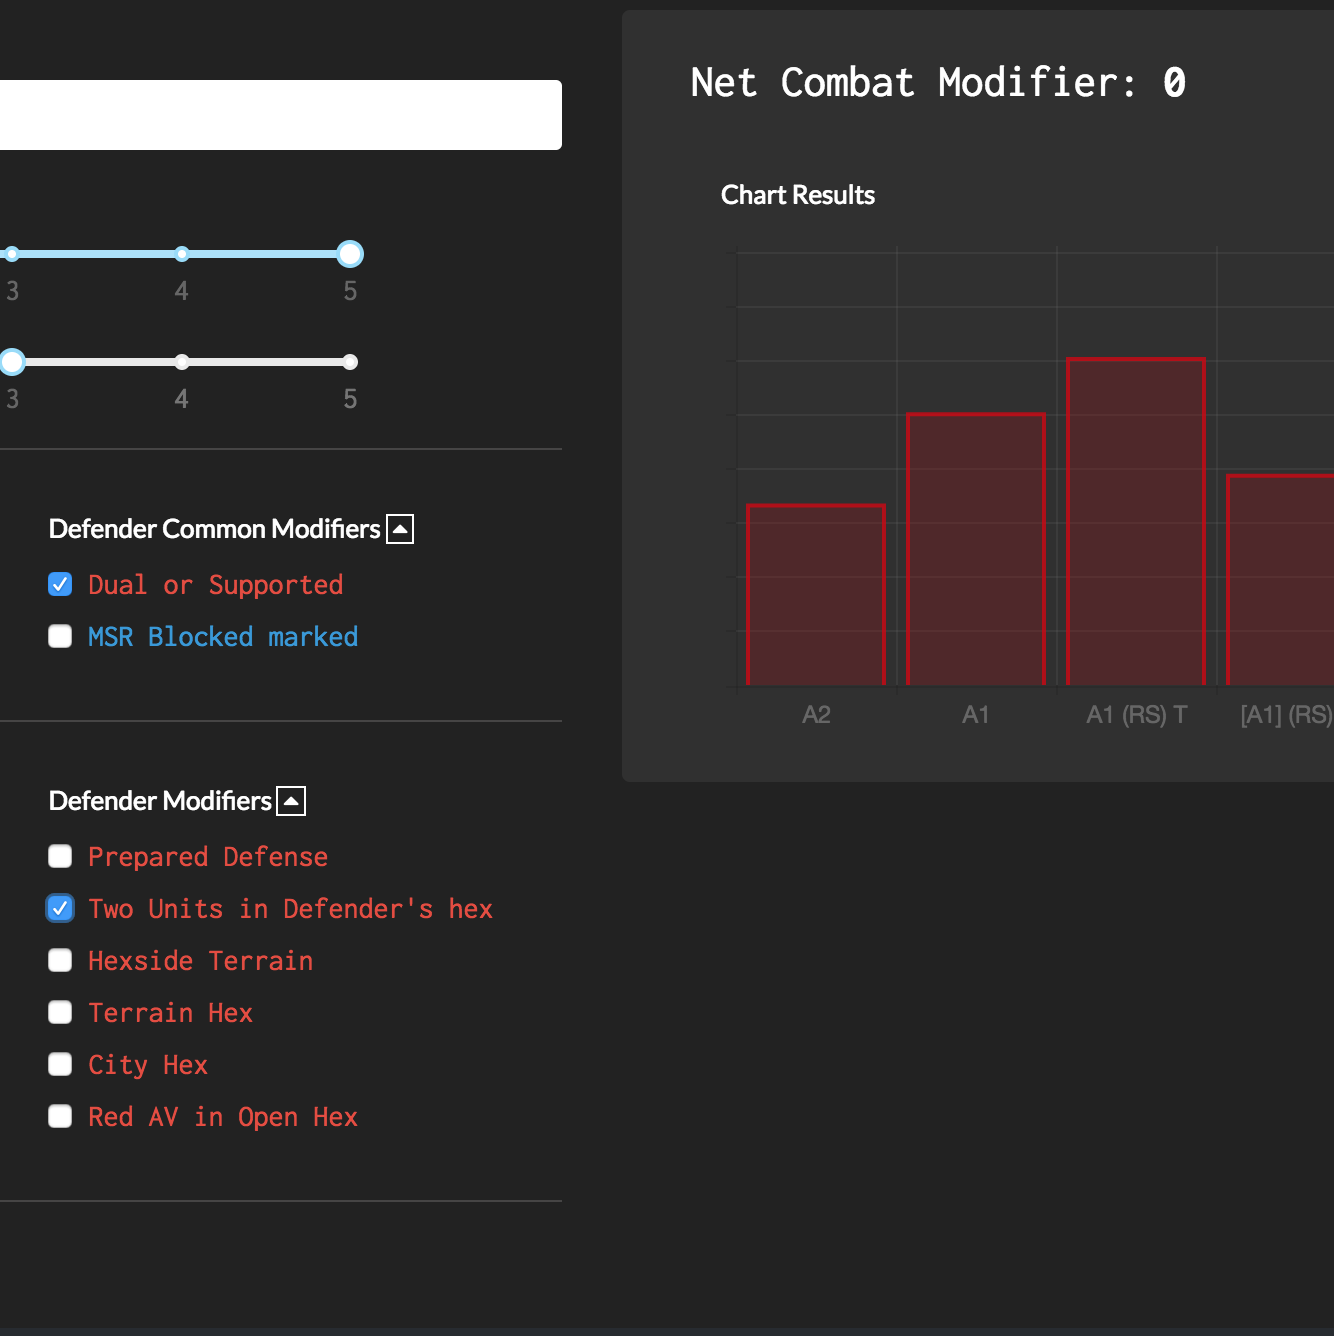 3 4 5
3 4 5
Defender Common Modifiers
Dual or Supported
MSR Blocked marked
Defender Modifiers
Prepared Defense
Two Units in Defender's hex
Hexside Terrain
Terrain Hex
City Hex
Red AV in Open Hex
Net Combat Modifier: 0
Chart Results
A2 A1 A1 (RS) T [A1] (RS)